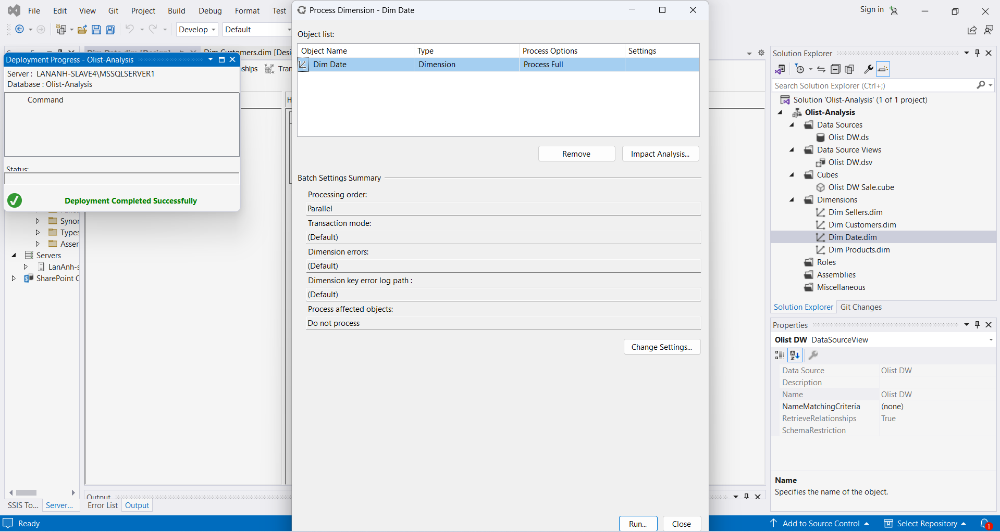 File Edit View Git Project Build Debug Format Test
Sign in
Develop Default
Dim Customers.dim [Desi
Deployment Progress - Olist-Analysis
Server : LANANH-SLAVE4\MSSQLSERVER1
Database : Olist-Analysis
Command
Status:
Deployment Completed Successfully
Synor
Types
Asser
Servers
LanAnh-s
SharePoint C
SSIS To... Server...
nships Tran
H
Process Dimension - Dim Date
Object list:
Object Name Type Process Options Settings
Dim Date Dimension Process Full
Remove Impact Analysis...
Batch Settings Summary
Processing order:
Parallel
Transaction mode:
(Default)
Dimension errors:
(Default)
Dimension key error log path :
(Default)
Process affected objects:
Do not process
Change Settings...
Run... Close
Output
Error List Output
Solution Explorer
Search Solution Explorer (Ctrl+;)
Solution 'Olist-Analysis' (1 of 1 project)
Olist-Analysis
Data Sources
Olist DW.ds
Data Source Views
Olist DW.dsv
Cubes
Olist DW Sale.cube
Dimensions
Dim Sellers.dim
Dim Customers.dim
Dim Date.dim
Dim Products.dim
Roles
Assemblies
Miscellaneous
Solution Explorer Git Changes
Properties
Olist DW DataSourceView
Data Source Olist DW
Description
Name Olist DW
NameMatchingCriteria (none)
RetrieveRelationships True
SchemaRestriction
Name
Specifies the name of the object.
Ready
Add to Source Control Select Repository 1